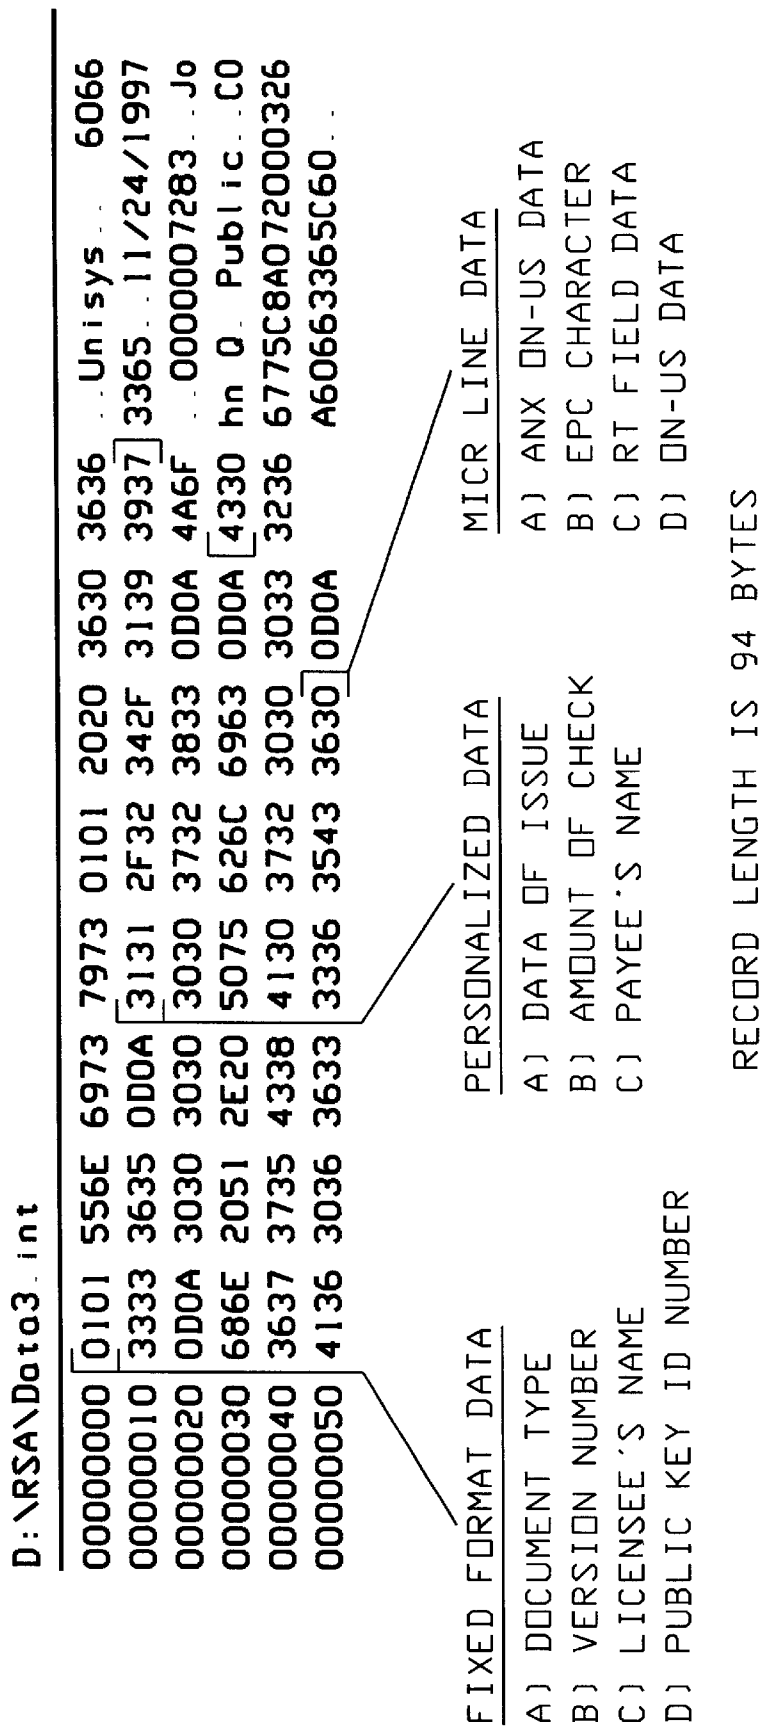 D:\RSA\Data3.int
00000000 0101 556E 6973 7973 0101 2020 3630 3636 ..Unisys.. 6066
00000010 3333 3635 0D0A 3131 2F32 342F 3139 3937 3365..11/24/1997
00000020 0D0A 3030 3030 3030 3732 3833 0D0A 4A6F ..0000007283..Jo
00000030 686E 2051 2E20 5075 626C 6963 0D0A 4330 hn Q. Public..C0
00000040 3637 3735 4338 4130 3732 3030 3033 3236 6775C8A072000326
00000050 4136 3036 3633 3336 3543 3630 0D0A A60663365C60..
FIXED FORMAT DATA
A) DOCUMENT TYPE
B) VERSION NUMBER
C) LICENSEE'S NAME
D) PUBLIC KEY ID NUMBER
PERSONALIZED DATA
A) DATA OF ISSUE
B) AMOUNT OF CHECK
C) PAYEE'S NAME
MICR LINE DATA
A) ANX ON-US DATA
B) EPC CHARACTER
C) RT FIELD DATA
D) ON-US DATA
RECORD LENGTH IS 94 BYTES